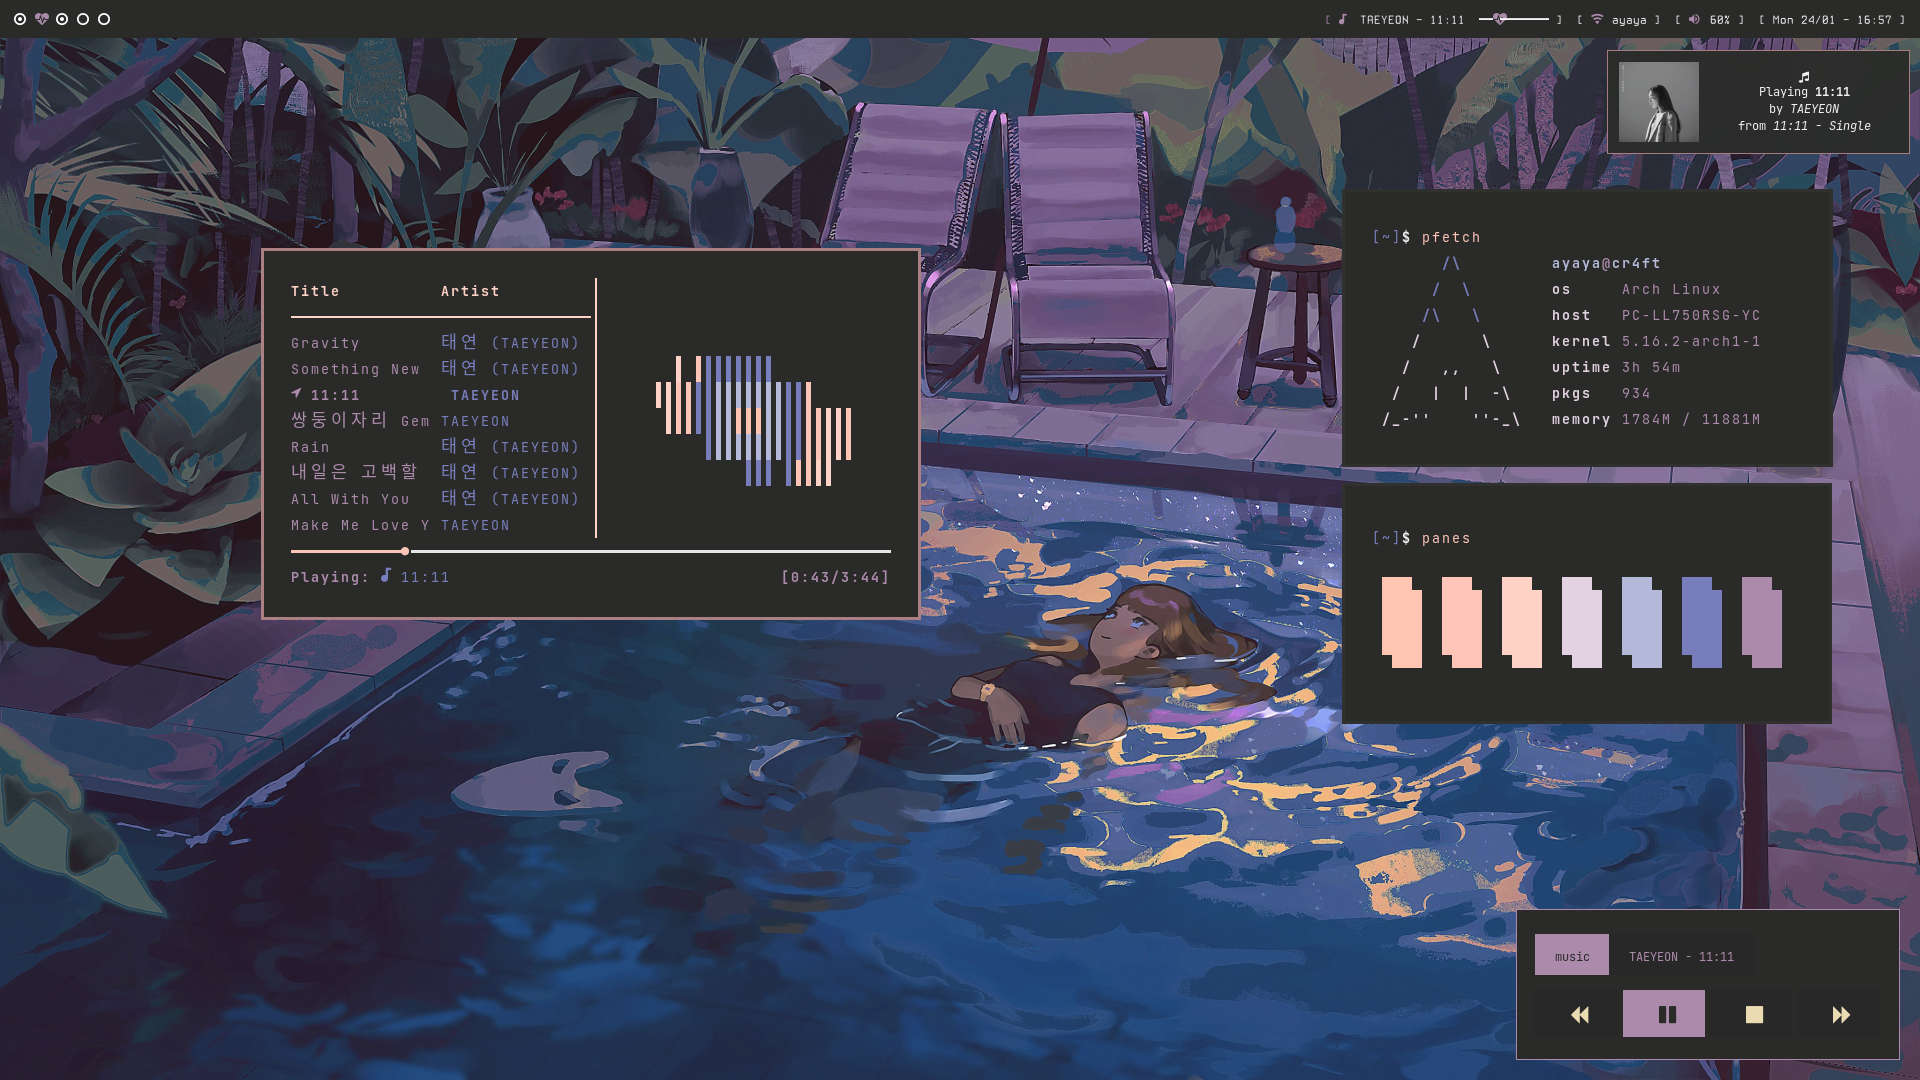 TAEYEON - 11:11
[ ayaya ]
[ 60% ]
[ Mon 24/01 - 16:57 ]
Playing 11:11
by TAEYEON
from 11:11 - Single
Title Artist
Gravity 태연 (TAEYEON)
Something New 태연 (TAEYEON)
11:11 TAEYEON
쌍둥이자리 Gem TAEYEON
Rain 태연 (TAEYEON)
내일은 고백할 태연 (TAEYEON)
All With You 태연 (TAEYEON)
Make Me Love Y TAEYEON
Playing: 11:11 [0:43/3:44]
[~]$ pfetch
ayaya@cr4ft
os Arch Linux
host PC-LL750RSG-YC
kernel 5.16.2-arch1-1
uptime 3h 54m
pkgs 934
memory 1784M / 11881M
[~]$ panes
music TAEYEON - 11:11